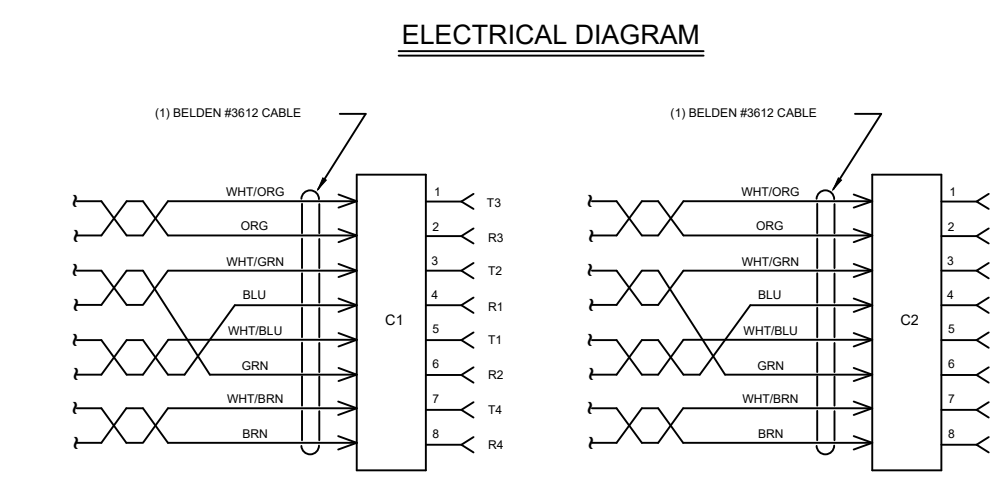 ELECTRICAL DIAGRAM
(1) BELDEN #3612 CABLE
WHT/ORG
ORG
WHT/GRN
BLU
WHT/BLU
GRN
WHT/BRN
BRN
C1
1 T3
2 R3
3 T2
4 R1
5 T1
6 R2
7 T4
8 R4
(1) BELDEN #3612 CABLE
WHT/ORG
ORG
WHT/GRN
BLU
WHT/BLU
GRN
WHT/BRN
BRN
C2
1
2
3
4
5
6
7
8